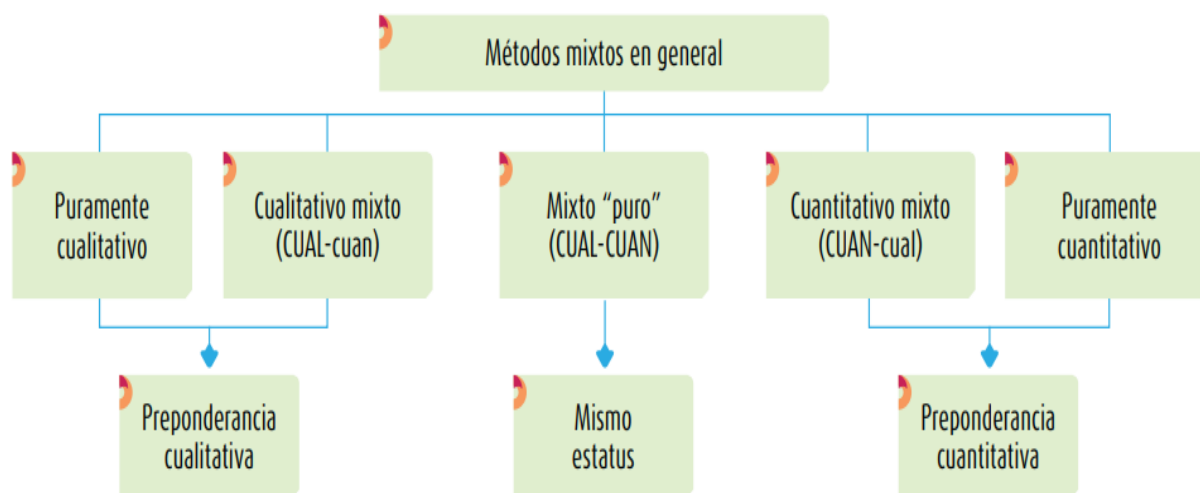 Métodos mixtos en general
Puramente
cualitativo
Cualitativo mixto
(CUAL-cuan)
Mixto “puro”
(CUAL-CUAN)
Cuantitativo mixto
(CUAN-cual)
Puramente
cuantitativo
Preponderancia
cualitativa
Mismo
estatus
Preponderancia
cuantitativa